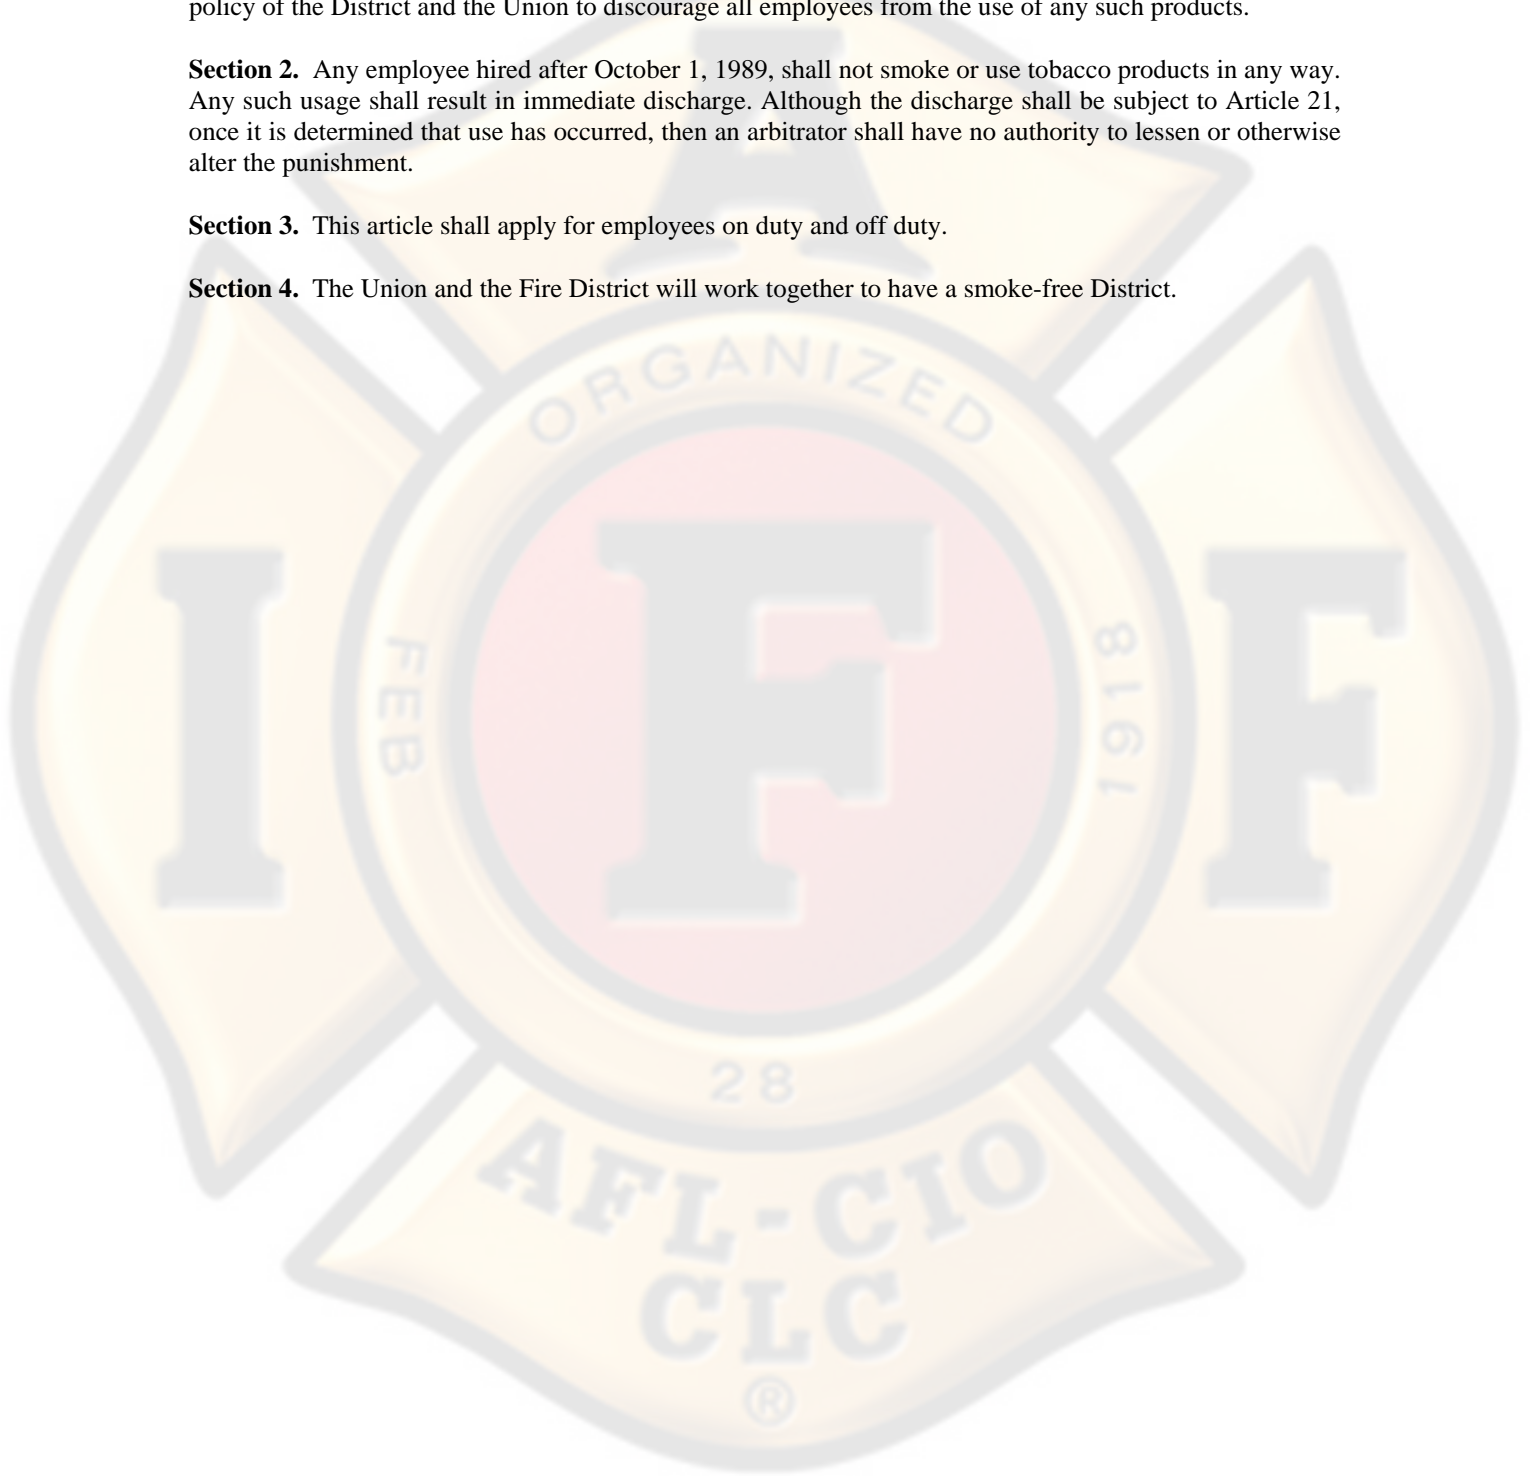 policy of the District and the Union to discourage all employees from the use of any such products.
Section 2. Any employee hired after October 1, 1989, shall not smoke or use tobacco products in any way.
Any such usage shall result in immediate discharge. Although the discharge shall be subject to Article 21,
once it is determined that use has occurred, then an arbitrator shall have no authority to lessen or otherwise
alter the punishment.
Section 3. This article shall apply for employees on duty and off duty.
Section 4. The Union and the Fire District will work together to have a smoke-free District.
A
ORGANIZED
I F F
FEB
1918
28
AFL-CIO
CLC
®